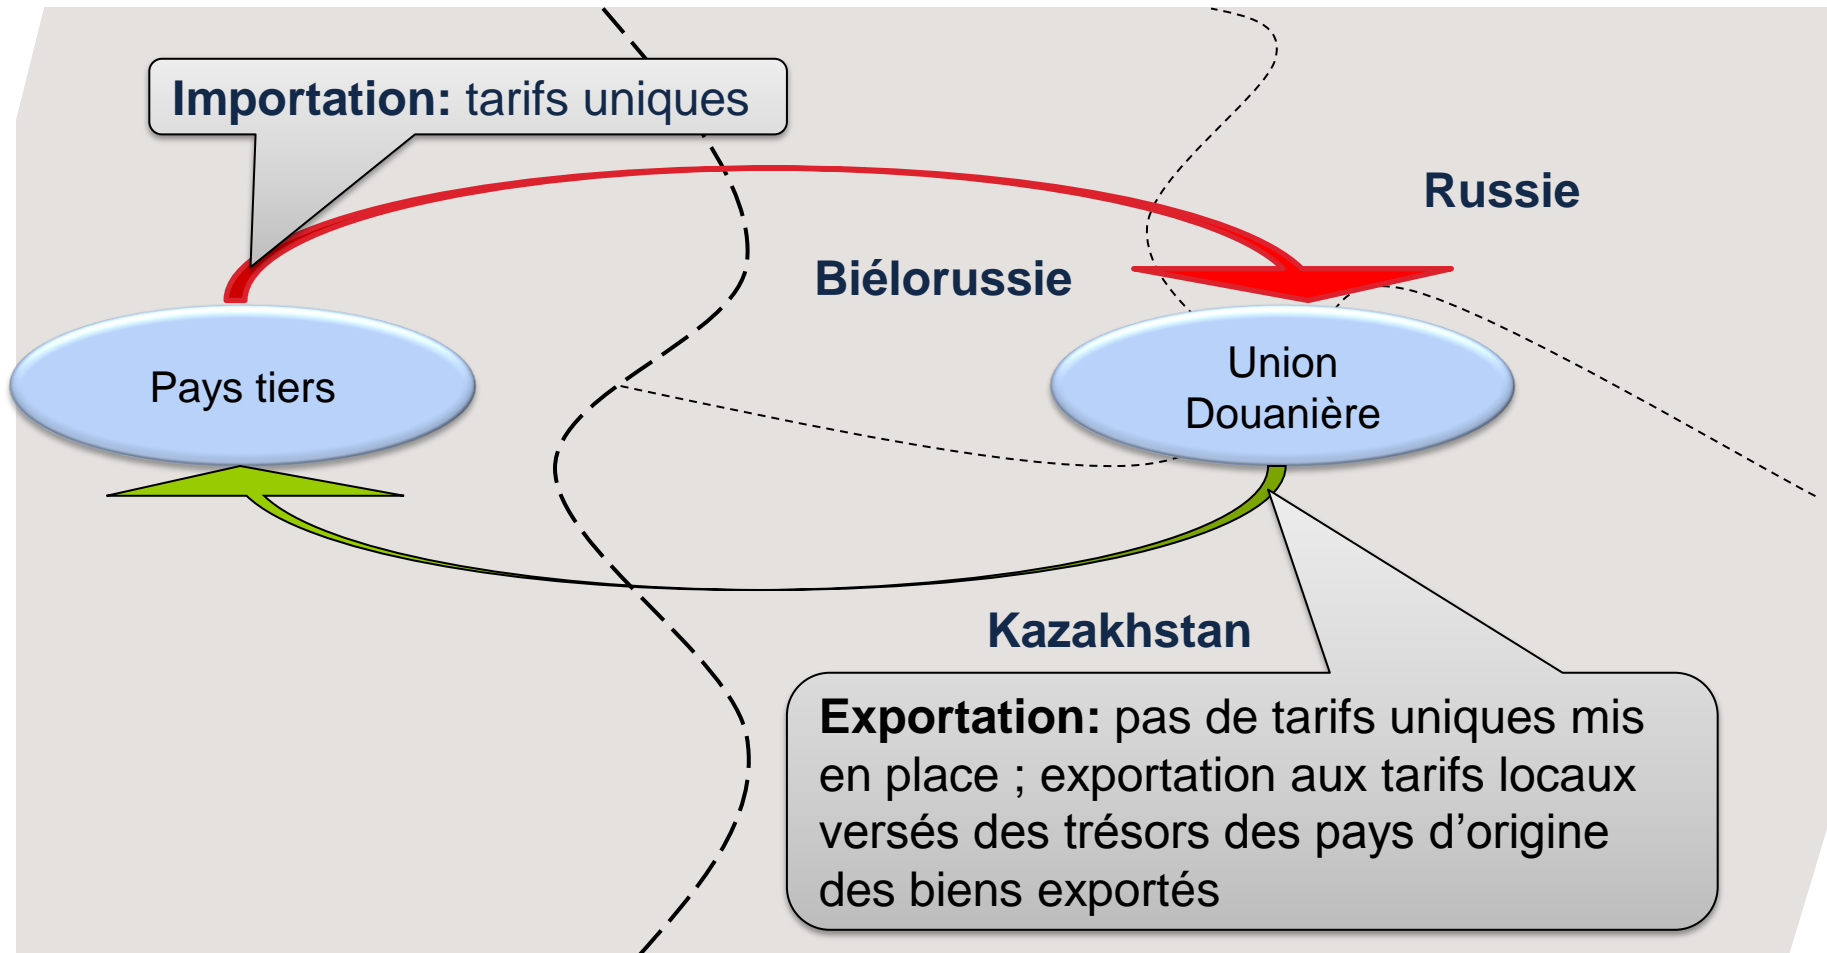 Importation: tarifs uniques
Russie
Biélorussie
Pays tiers
Union
Douanière
Kazakhstan
Exportation: pas de tarifs uniques mis
en place ; exportation aux tarifs locaux
versés des trésors des pays d’origine
des biens exportés